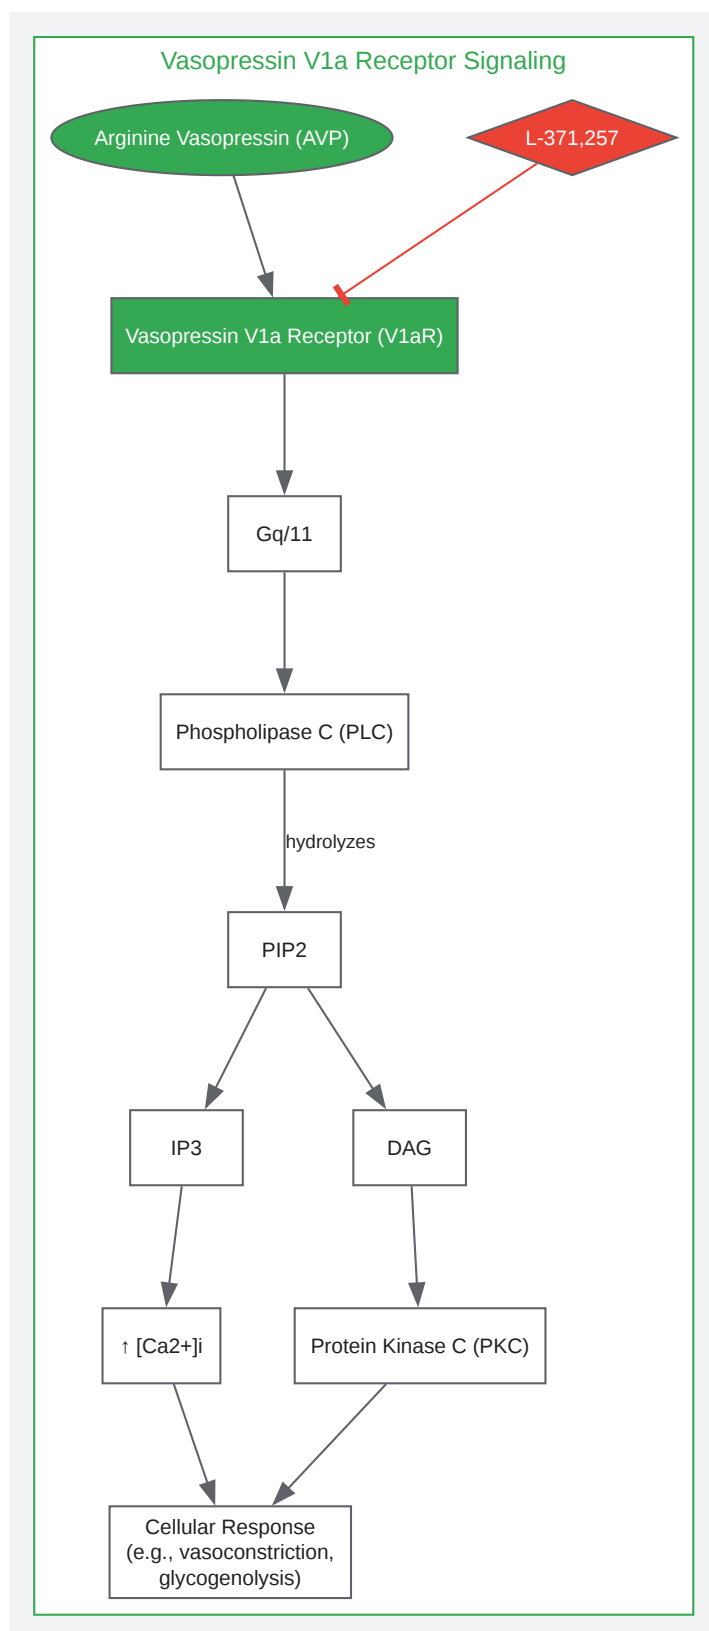 Vasopressin V1a Receptor Signaling
Arginine Vasopressin (AVP)
L-371,257
Vasopressin V1a Receptor (V1aR)
Gq/11
Phospholipase C (PLC)
hydrolyzes
PIP2
IP3
DAG
↑ [Ca2+]i
Protein Kinase C (PKC)
Cellular Response
(e.g., vasoconstriction,
glycogenolysis)